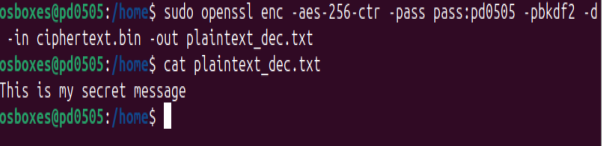 osboxes@pd0505:/home$ sudo openssl enc -aes-256-ctr -pass pass:pd0505 -pbkdf2 -d
 -in ciphertext.bin -out plaintext_dec.txt
osboxes@pd0505:/home$ cat plaintext_dec.txt
This is my secret message
osboxes@pd0505:/home$